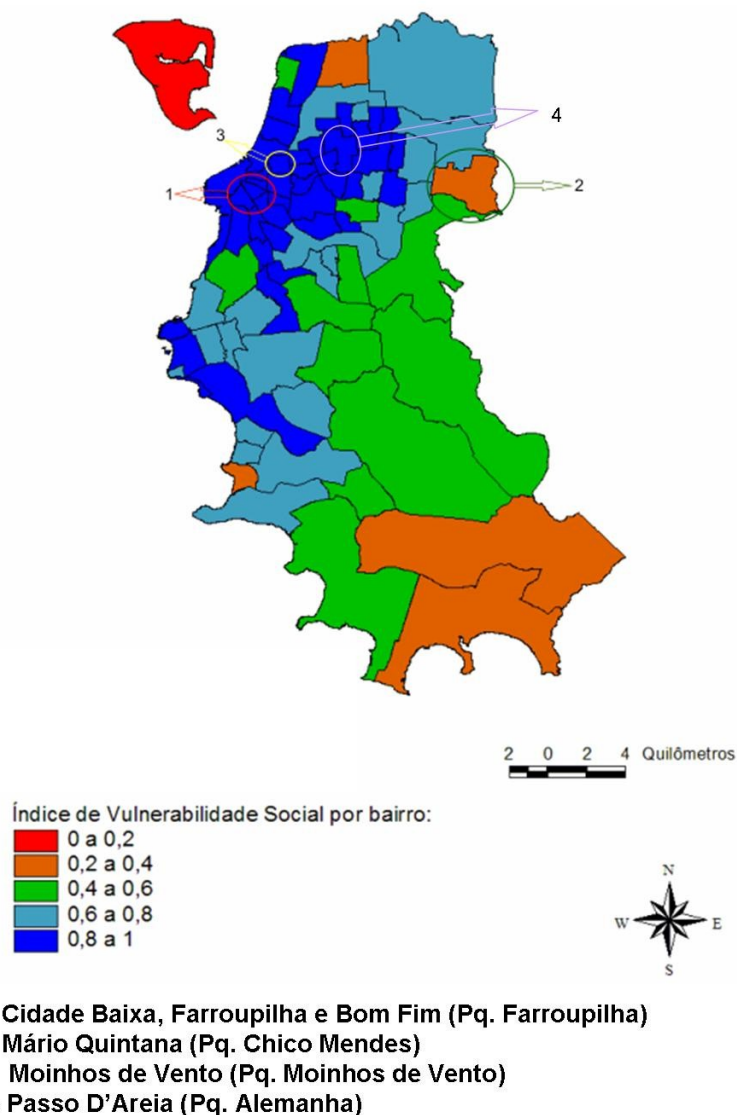 4
3
1
2
2 0 2 4 Quilômetros
Índice de Vulnerabilidade Social por bairro:
0 a 0,2
0,2 a 0,4
0,4 a 0,6
0,6 a 0,8
0,8 a 1
N
W E
S
Cidade Baixa, Farroupilha e Bom Fim (Pq. Farroupilha)
Mário Quintana (Pq. Chico Mendes)
Moinhos de Vento (Pq. Moinhos de Vento)
Passo D'Areia (Pq. Alemanha)